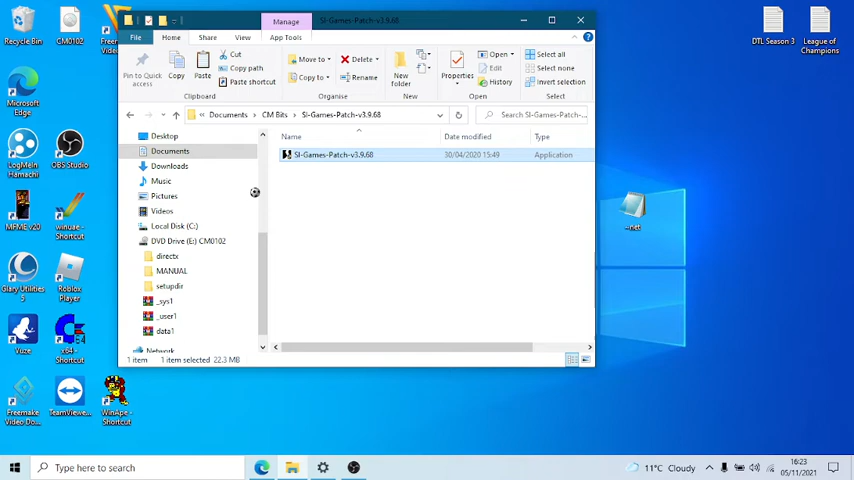 Recycle Bin
CM0102
Manage
SI-Games-Patch-v3.9.68
DTL Season 3
League of
Champions
File
Home
Share
View
App Tools
Pin to Quick
access
Copy
Paste
Cut
Copy path
Paste shortcut
Clipboard
Move to
Copy to
Delete
Rename
Organise
New
folder
New
Properties
Open
Edit
History
Open
Select all
Select none
Invert selection
Select
Microsoft
Edge
Documents
CM Bits
SI-Games-Patch-v3.9.68
Search SI-Games-Patch-...
Name
Date modified
Type
SI-Games-Patch-v3.9.68
30/04/2020 15:49
Application
Desktop
Documents
Downloads
Music
Pictures
Videos
Local Disk (C:)
DVD Drive (E:) CM0102
directx
MANUAL
setupdir
_sys1
_user1
data1
Network
1 item
1 item selected 22.3 MB
LogMeIn
Hamachi
OBS Studio
MFME v20
winuae -
Shortcut
Glary Utilities
5
Roblox
Player
Vuze
x64 -
Shortcut
Freemake
Video Do...
TeamViewe...
WinApe -
Shortcut
Type here to search
11°C Cloudy
16:23
05/11/2021